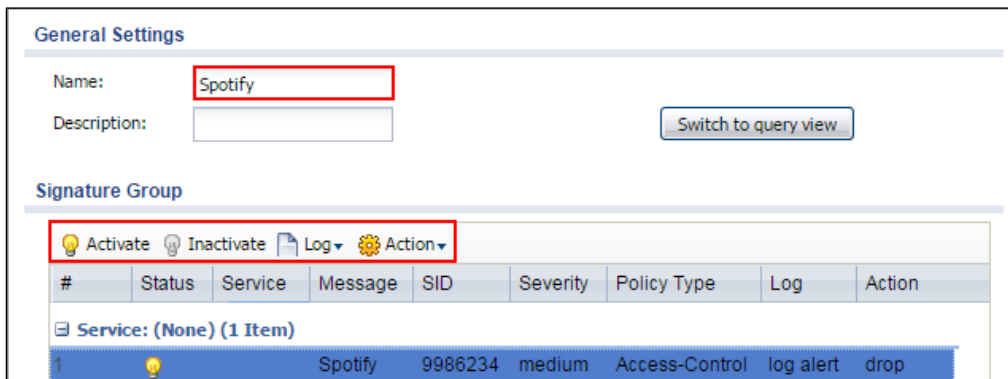 General Settings
Name: Spotify
Description: Switch to query view
Signature Group
Activate Inactivate Log Action
# Status Service Message SID Severity Policy Type Log Action
Service: (None) (1 Item)
1 Spotify 9986234 medium Access-Control log alert drop